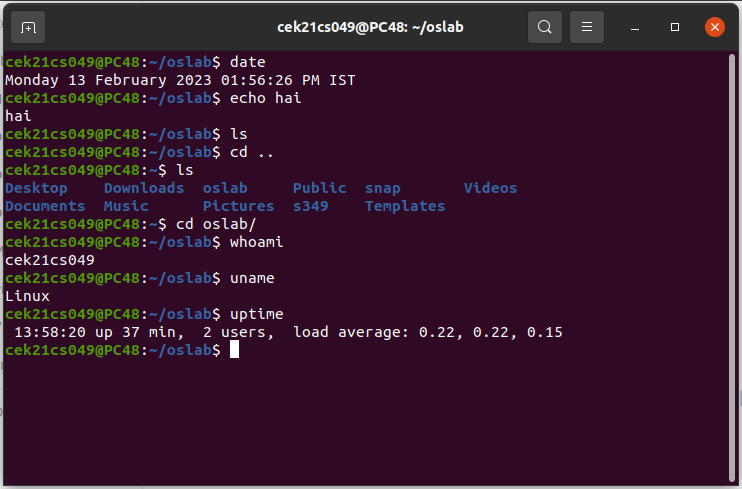 cek21cs049@PC48: ~/oslab
cek21cs049@PC48:~/oslab$ date
Monday 13 February 2023 01:56:26 PM IST
cek21cs049@PC48:~/oslab$ echo hai
hai
cek21cs049@PC48:~/oslab$ ls
cek21cs049@PC48:~/oslab$ cd ..
cek21cs049@PC48:~$ ls
Desktop    Downloads  oslab     Public  snap       Videos
Documents  Music      Pictures  s349    Templates
cek21cs049@PC48:~$ cd oslab/
cek21cs049@PC48:~/oslab$ whoami
cek21cs049
cek21cs049@PC48:~/oslab$ uname
Linux
cek21cs049@PC48:~/oslab$ uptime
 13:58:20 up 37 min,  2 users,  load average: 0.22, 0.22, 0.15
cek21cs049@PC48:~/oslab$